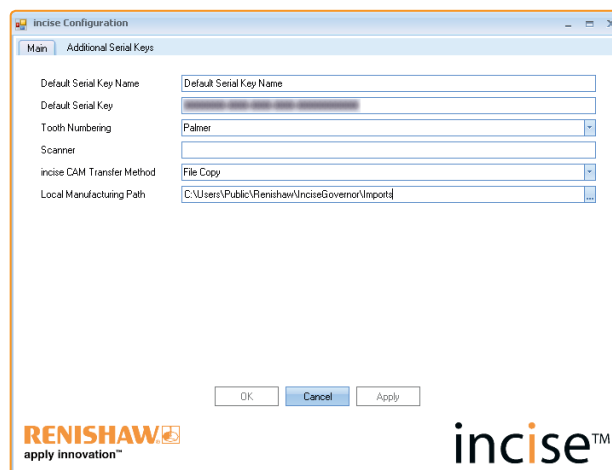 incise Configuration
Main Additional Serial Keys
Default Serial Key Name Default Serial Key Name
Default Serial Key
Tooth Numbering Palmer
Scanner
incise CAM Transfer Method File Copy
Local Manufacturing Path C:\Users\Public\Renishaw\InciseGovernor\Imports
...
OK Cancel Apply
RENISHAW
apply innovation™
incise™